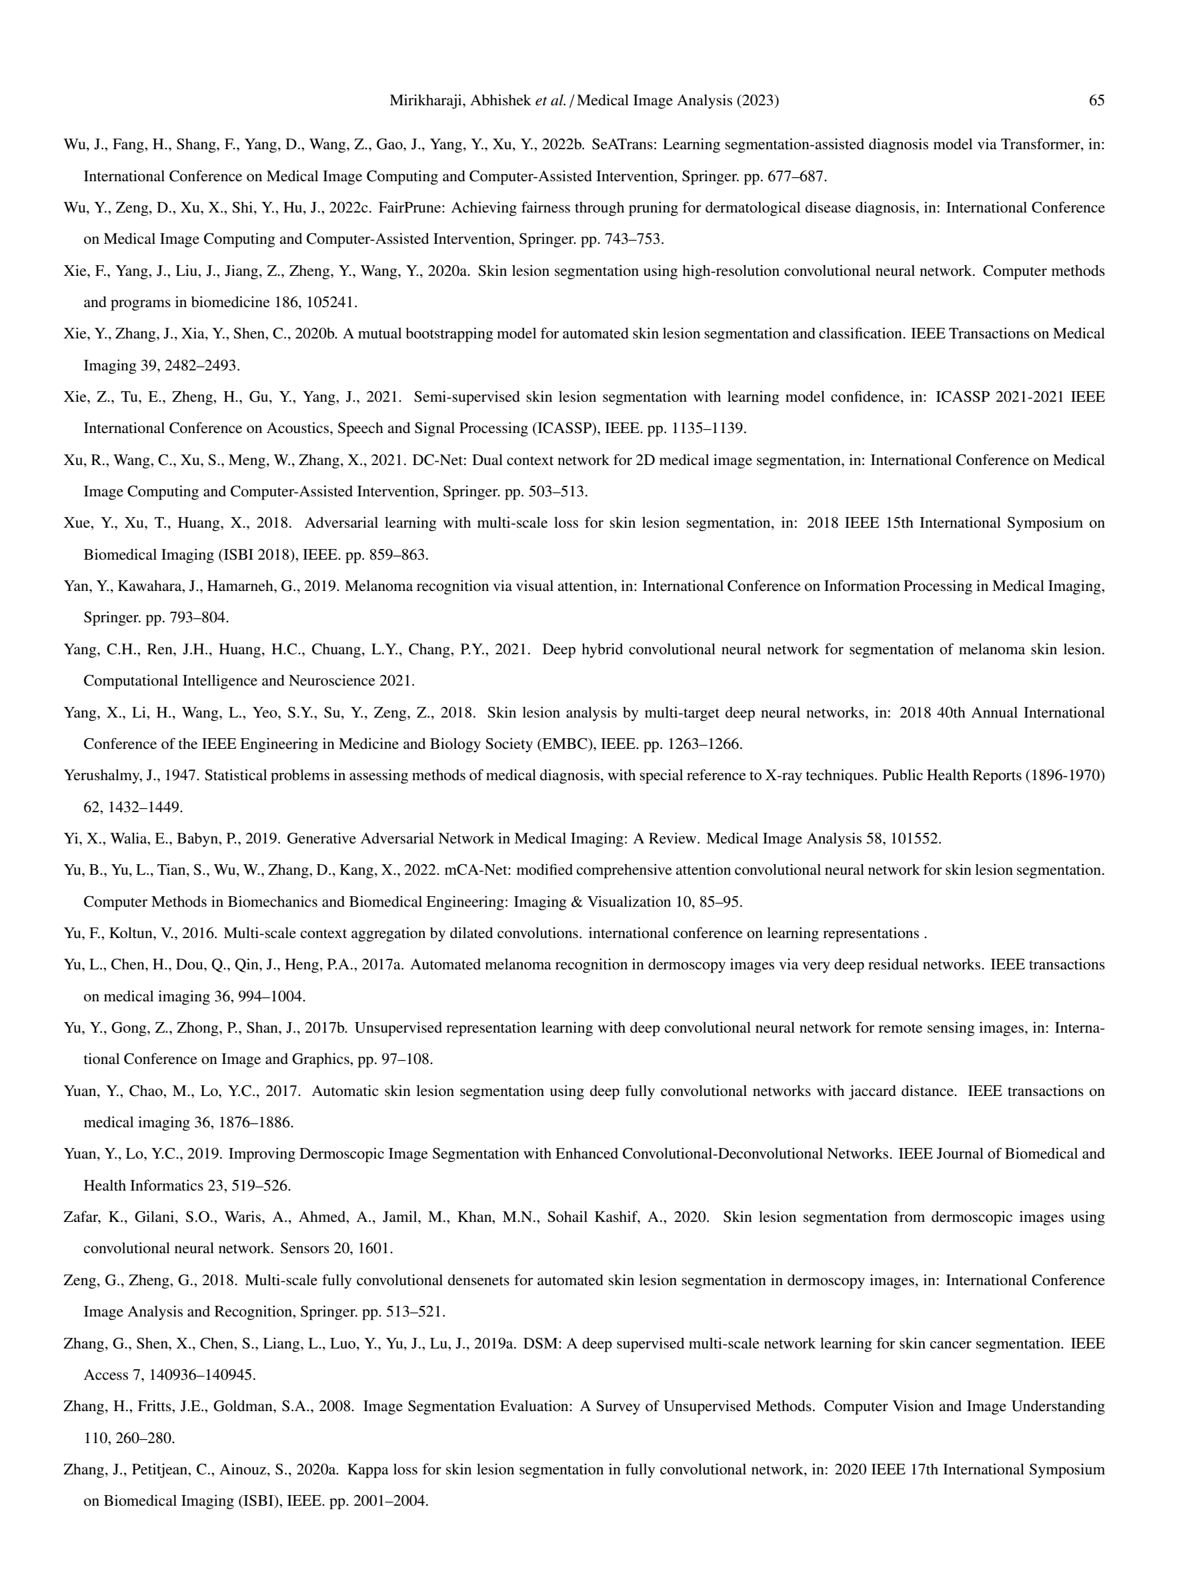 Mirikharaji, Abhishek et al. / Medical Image Analysis (2023) 65
Wu, J., Fang, H., Shang, F., Yang, D., Wang, Z., Gao, J., Yang, Y., Xu, Y., 2022b. SeATrans: Learning segmentation-assisted diagnosis model via Transformer, in:
International Conference on Medical Image Computing and Computer-Assisted Intervention, Springer. pp. 677–687.
Wu, Y., Zeng, D., Xu, X., Shi, Y., Hu, J., 2022c. FairPrune: Achieving fairness through pruning for dermatological disease diagnosis, in: International Conference
on Medical Image Computing and Computer-Assisted Intervention, Springer. pp. 743–753.
Xie, F., Yang, J., Liu, J., Jiang, Z., Zheng, Y., Wang, Y., 2020a. Skin lesion segmentation using high-resolution convolutional neural network. Computer methods
and programs in biomedicine 186, 105241.
Xie, Y., Zhang, J., Xia, Y., Shen, C., 2020b. A mutual bootstrapping model for automated skin lesion segmentation and classification. IEEE Transactions on Medical
Imaging 39, 2482–2493.
Xie, Z., Tu, E., Zheng, H., Gu, Y., Yang, J., 2021. Semi-supervised skin lesion segmentation with learning model confidence, in: ICASSP 2021-2021 IEEE
International Conference on Acoustics, Speech and Signal Processing (ICASSP), IEEE. pp. 1135–1139.
Xu, R., Wang, C., Xu, S., Meng, W., Zhang, X., 2021. DC-Net: Dual context network for 2D medical image segmentation, in: International Conference on Medical
Image Computing and Computer-Assisted Intervention, Springer. pp. 503–513.
Xue, Y., Xu, T., Huang, X., 2018. Adversarial learning with multi-scale loss for skin lesion segmentation, in: 2018 IEEE 15th International Symposium on
Biomedical Imaging (ISBI 2018), IEEE. pp. 859–863.
Yan, Y., Kawahara, J., Hamarneh, G., 2019. Melanoma recognition via visual attention, in: International Conference on Information Processing in Medical Imaging,
Springer. pp. 793–804.
Yang, C.H., Ren, J.H., Huang, H.C., Chuang, L.Y., Chang, P.Y., 2021. Deep hybrid convolutional neural network for segmentation of melanoma skin lesion.
Computational Intelligence and Neuroscience 2021.
Yang, X., Li, H., Wang, L., Yeo, S.Y., Su, Y., Zeng, Z., 2018. Skin lesion analysis by multi-target deep neural networks, in: 2018 40th Annual International
Conference of the IEEE Engineering in Medicine and Biology Society (EMBC), IEEE. pp. 1263–1266.
Yerushalmy, J., 1947. Statistical problems in assessing methods of medical diagnosis, with special reference to X-ray techniques. Public Health Reports (1896-1970)
62, 1432–1449.
Yi, X., Walia, E., Babyn, P., 2019. Generative Adversarial Network in Medical Imaging: A Review. Medical Image Analysis 58, 101552.
Yu, B., Yu, L., Tian, S., Wu, W., Zhang, D., Kang, X., 2022. mCA-Net: modified comprehensive attention convolutional neural network for skin lesion segmentation.
Computer Methods in Biomechanics and Biomedical Engineering: Imaging & Visualization 10, 85–95.
Yu, F., Koltun, V., 2016. Multi-scale context aggregation by dilated convolutions. international conference on learning representations .
Yu, L., Chen, H., Dou, Q., Qin, J., Heng, P.A., 2017a. Automated melanoma recognition in dermoscopy images via very deep residual networks. IEEE transactions
on medical imaging 36, 994–1004.
Yu, Y., Gong, Z., Zhong, P., Shan, J., 2017b. Unsupervised representation learning with deep convolutional neural network for remote sensing images, in: Interna-
tional Conference on Image and Graphics, pp. 97–108.
Yuan, Y., Chao, M., Lo, Y.C., 2017. Automatic skin lesion segmentation using deep fully convolutional networks with jaccard distance. IEEE transactions on
medical imaging 36, 1876–1886.
Yuan, Y., Lo, Y.C., 2019. Improving Dermoscopic Image Segmentation with Enhanced Convolutional-Deconvolutional Networks. IEEE Journal of Biomedical and
Health Informatics 23, 519–526.
Zafar, K., Gilani, S.O., Waris, A., Ahmed, A., Jamil, M., Khan, M.N., Sohail Kashif, A., 2020. Skin lesion segmentation from dermoscopic images using
convolutional neural network. Sensors 20, 1601.
Zeng, G., Zheng, G., 2018. Multi-scale fully convolutional densenets for automated skin lesion segmentation in dermoscopy images, in: International Conference
Image Analysis and Recognition, Springer. pp. 513–521.
Zhang, G., Shen, X., Chen, S., Liang, L., Luo, Y., Yu, J., Lu, J., 2019a. DSM: A deep supervised multi-scale network learning for skin cancer segmentation. IEEE
Access 7, 140936–140945.
Zhang, H., Fritts, J.E., Goldman, S.A., 2008. Image Segmentation Evaluation: A Survey of Unsupervised Methods. Computer Vision and Image Understanding
110, 260–280.
Zhang, J., Petitjean, C., Ainouz, S., 2020a. Kappa loss for skin lesion segmentation in fully convolutional network, in: 2020 IEEE 17th International Symposium
on Biomedical Imaging (ISBI), IEEE. pp. 2001–2004.